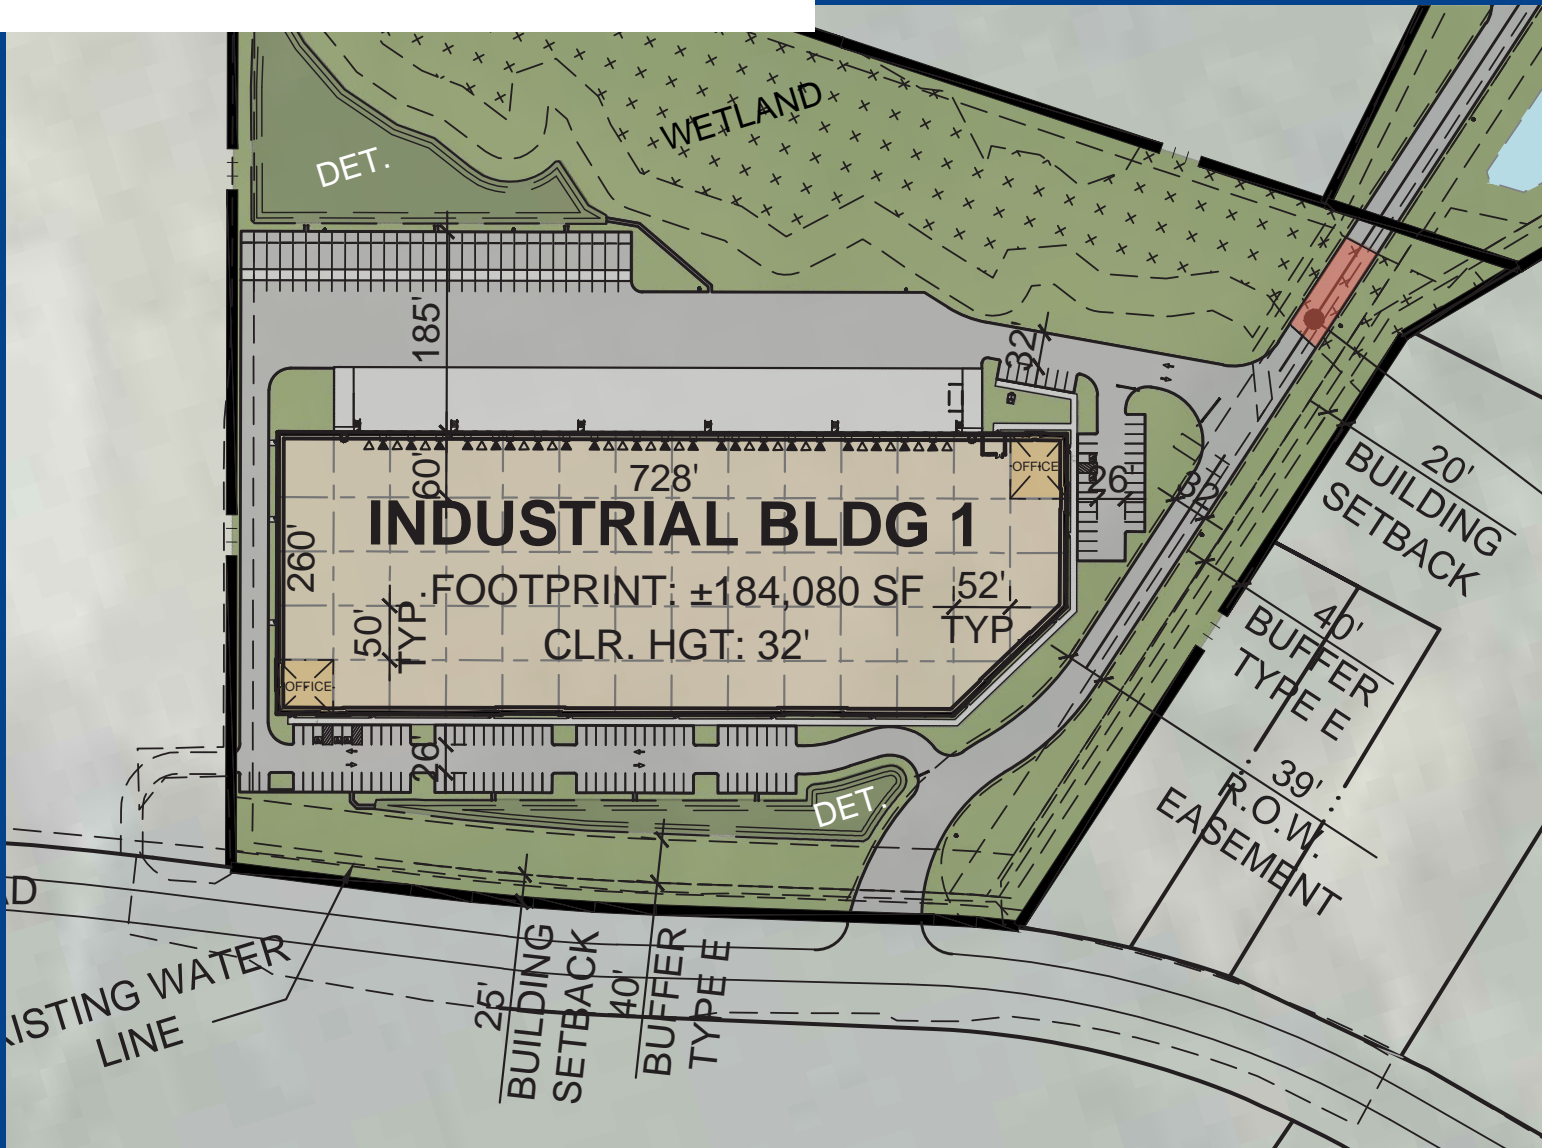 WETLAND
DET.
185'
32'
OFFICE
60'
728'
26'
32'
INDUSTRIAL BLDG 1
260'
FOOTPRINT: ±184,080 SF
52'
TYP
50'
TYP.
CLR. HGT: 32'
OFFICE
26'
DET.
20'
BUILDING
SETBACK
40'
BUFFER
TYPE E
39'
R.O.W.
EASEMENT
WATER
LINE
25'
BUILDING
SETBACK
40'
BUFFER
TYPE E